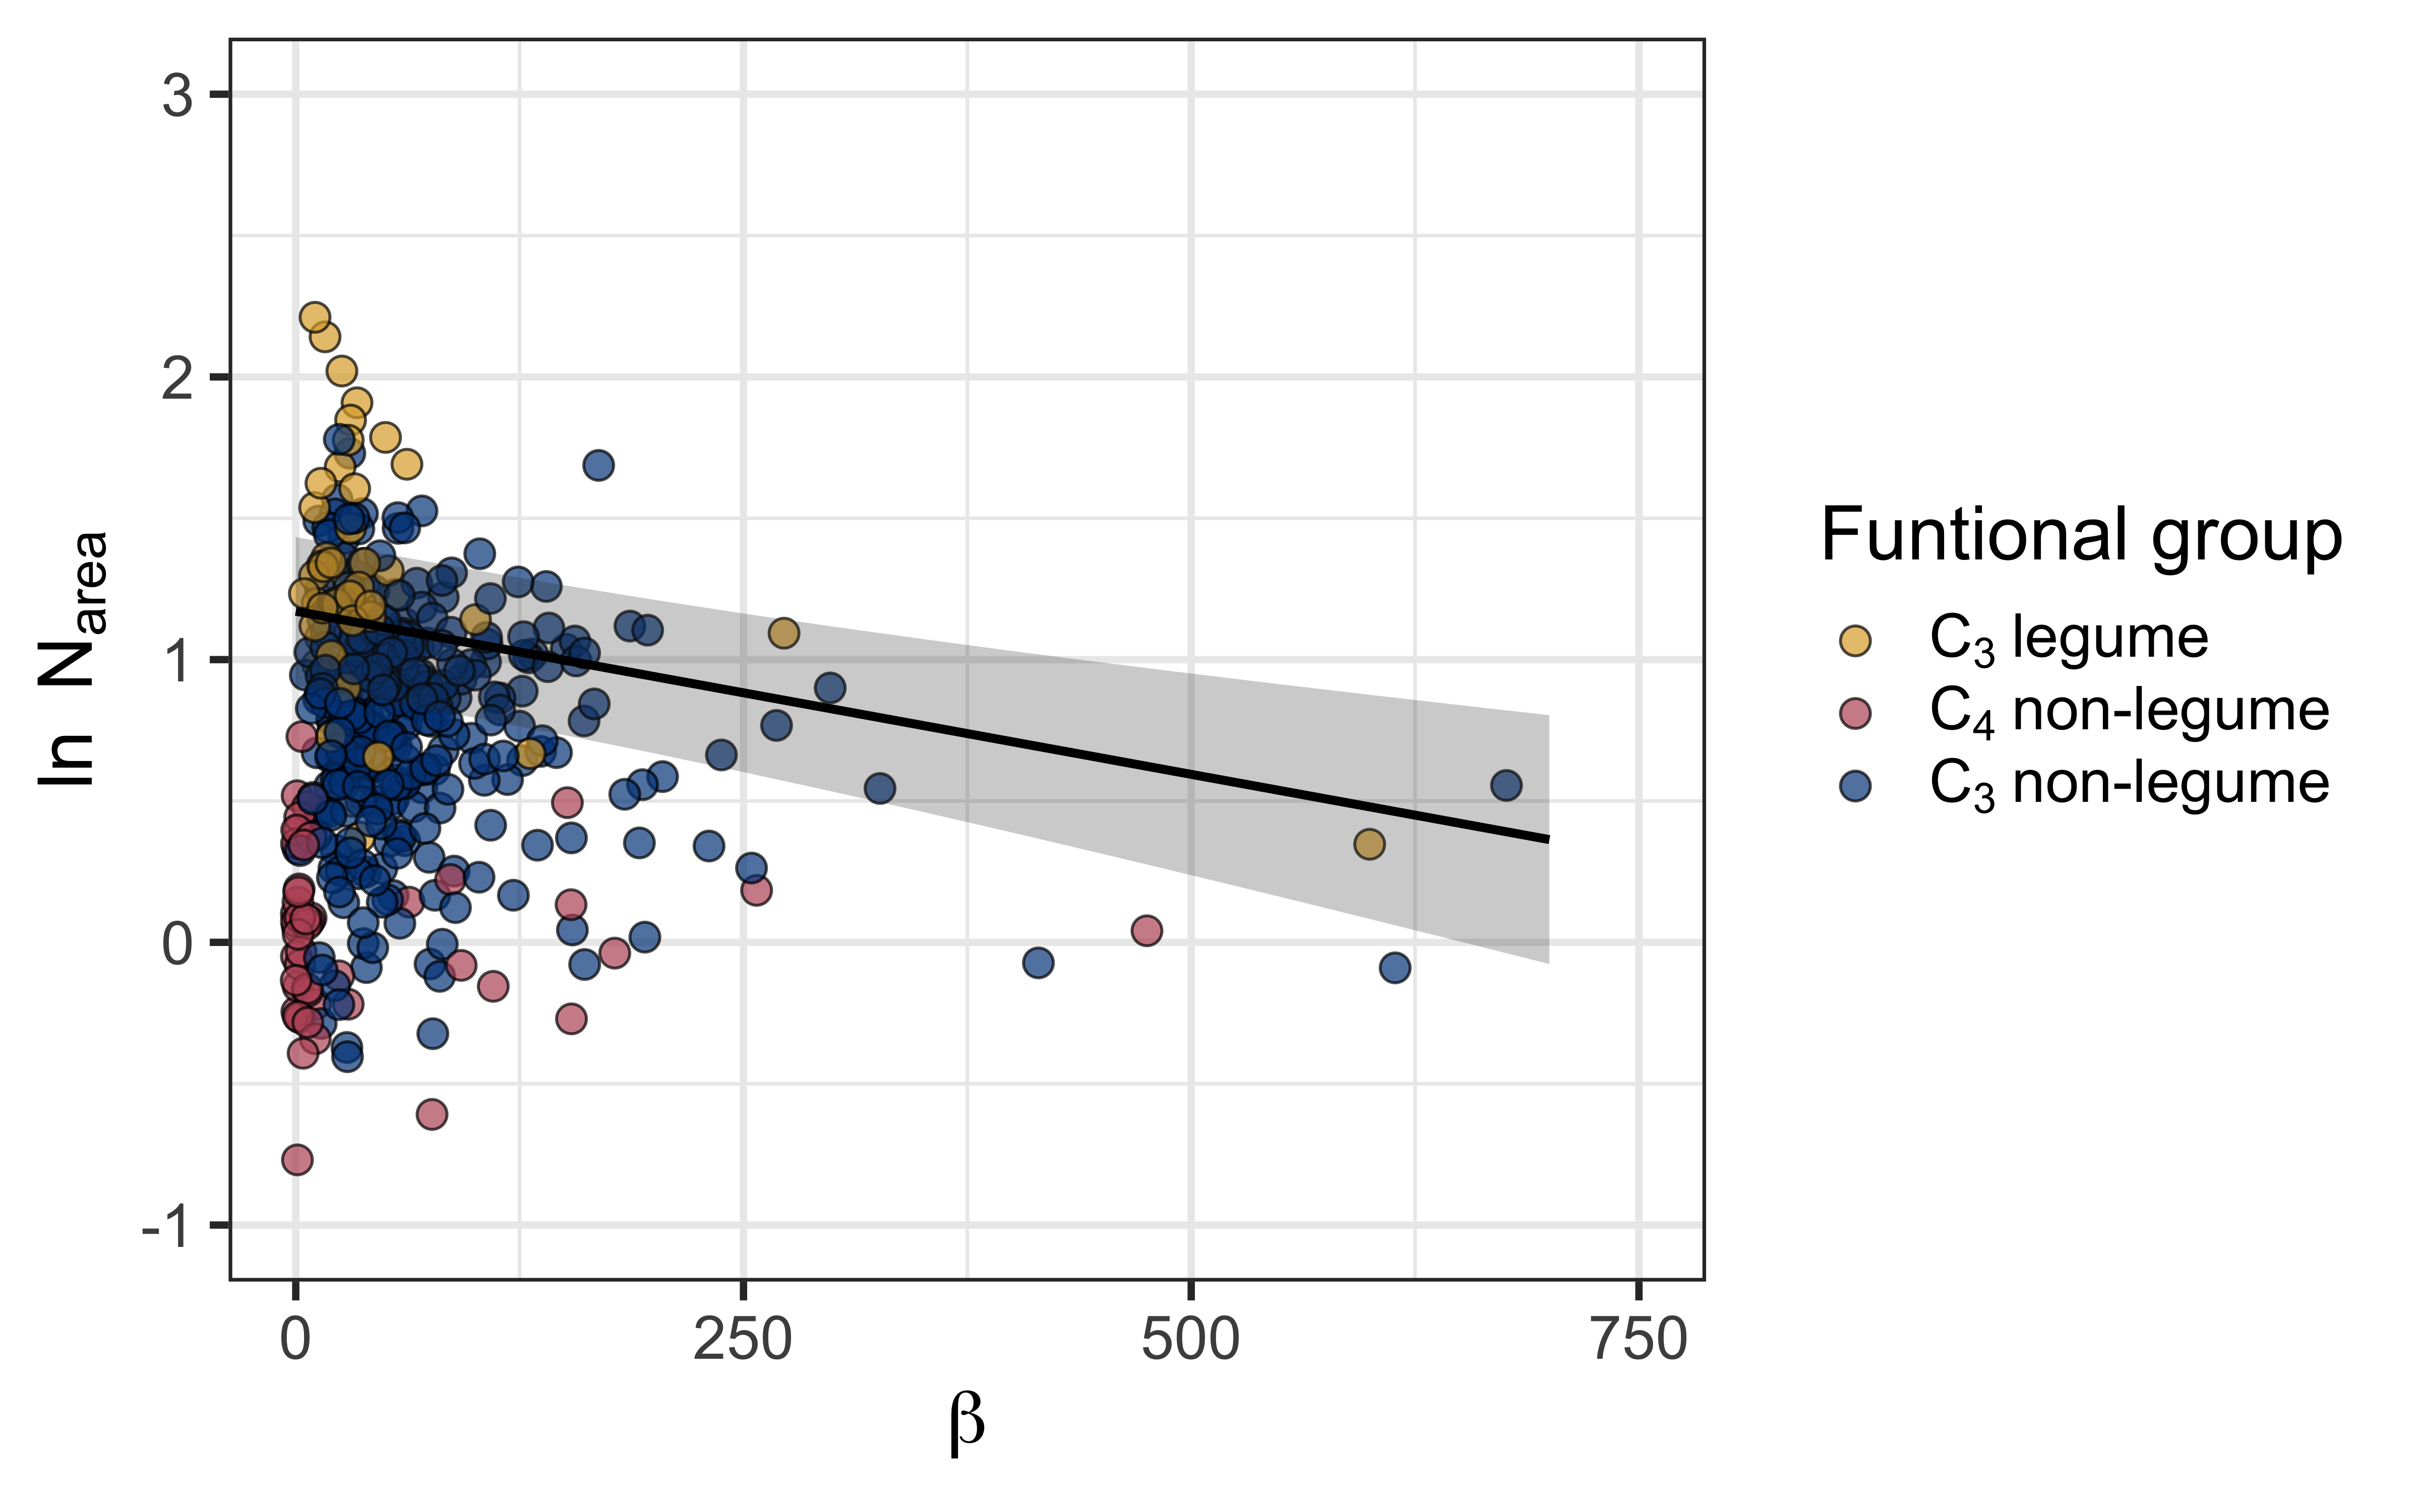 3
2
1
0
-1
ln N_area
0 250 500 750
β
Funtional group
C₃ legume
C₄ non-legume
C₃ non-legume